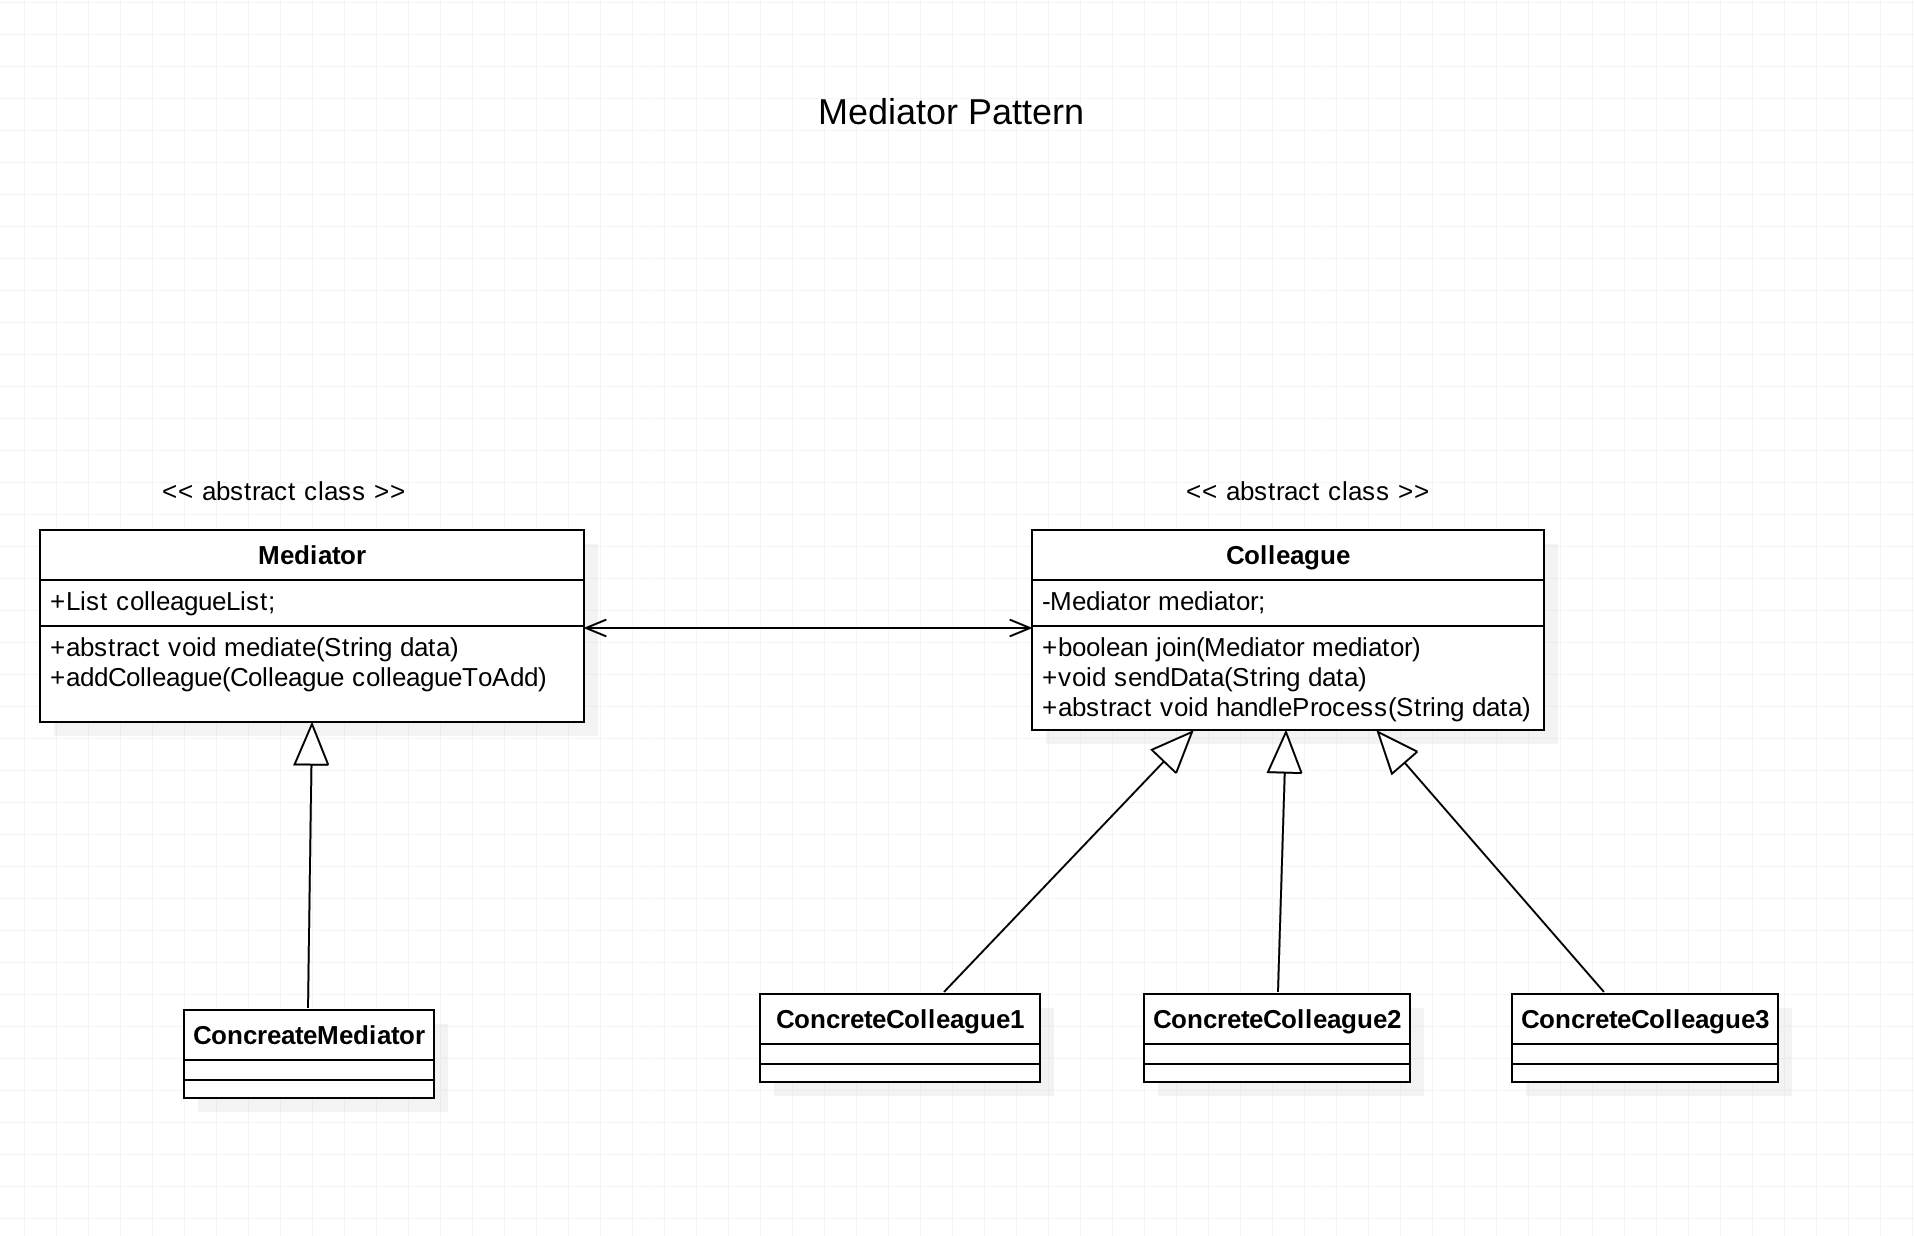 Mediator Pattern
<< abstract class >>
Mediator
+List colleagueList;
+abstract void mediate(String data)
+addColleague(Colleague colleagueToAdd)
<< abstract class >>
Colleague
-Mediator mediator;
+boolean join(Mediator mediator)
+void sendData(String data)
+abstract void handleProcess(String data)
ConcreateMediator
ConcreteColleague1
ConcreteColleague2
ConcreteColleague3